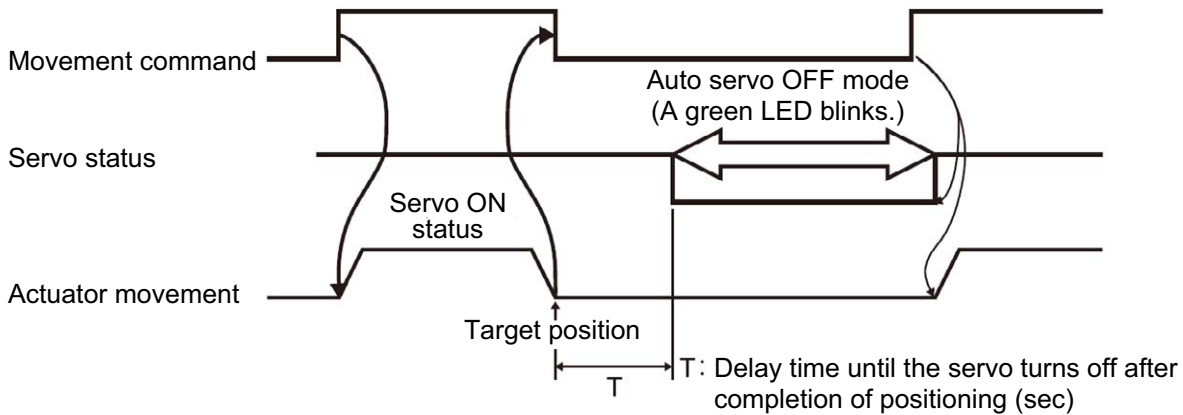 Movement command
Auto servo OFF mode
(A green LED blinks.)
Servo status
Servo ON
status
Actuator movement
Target position
T
T: Delay time until the servo turns off after
completion of positioning (sec)